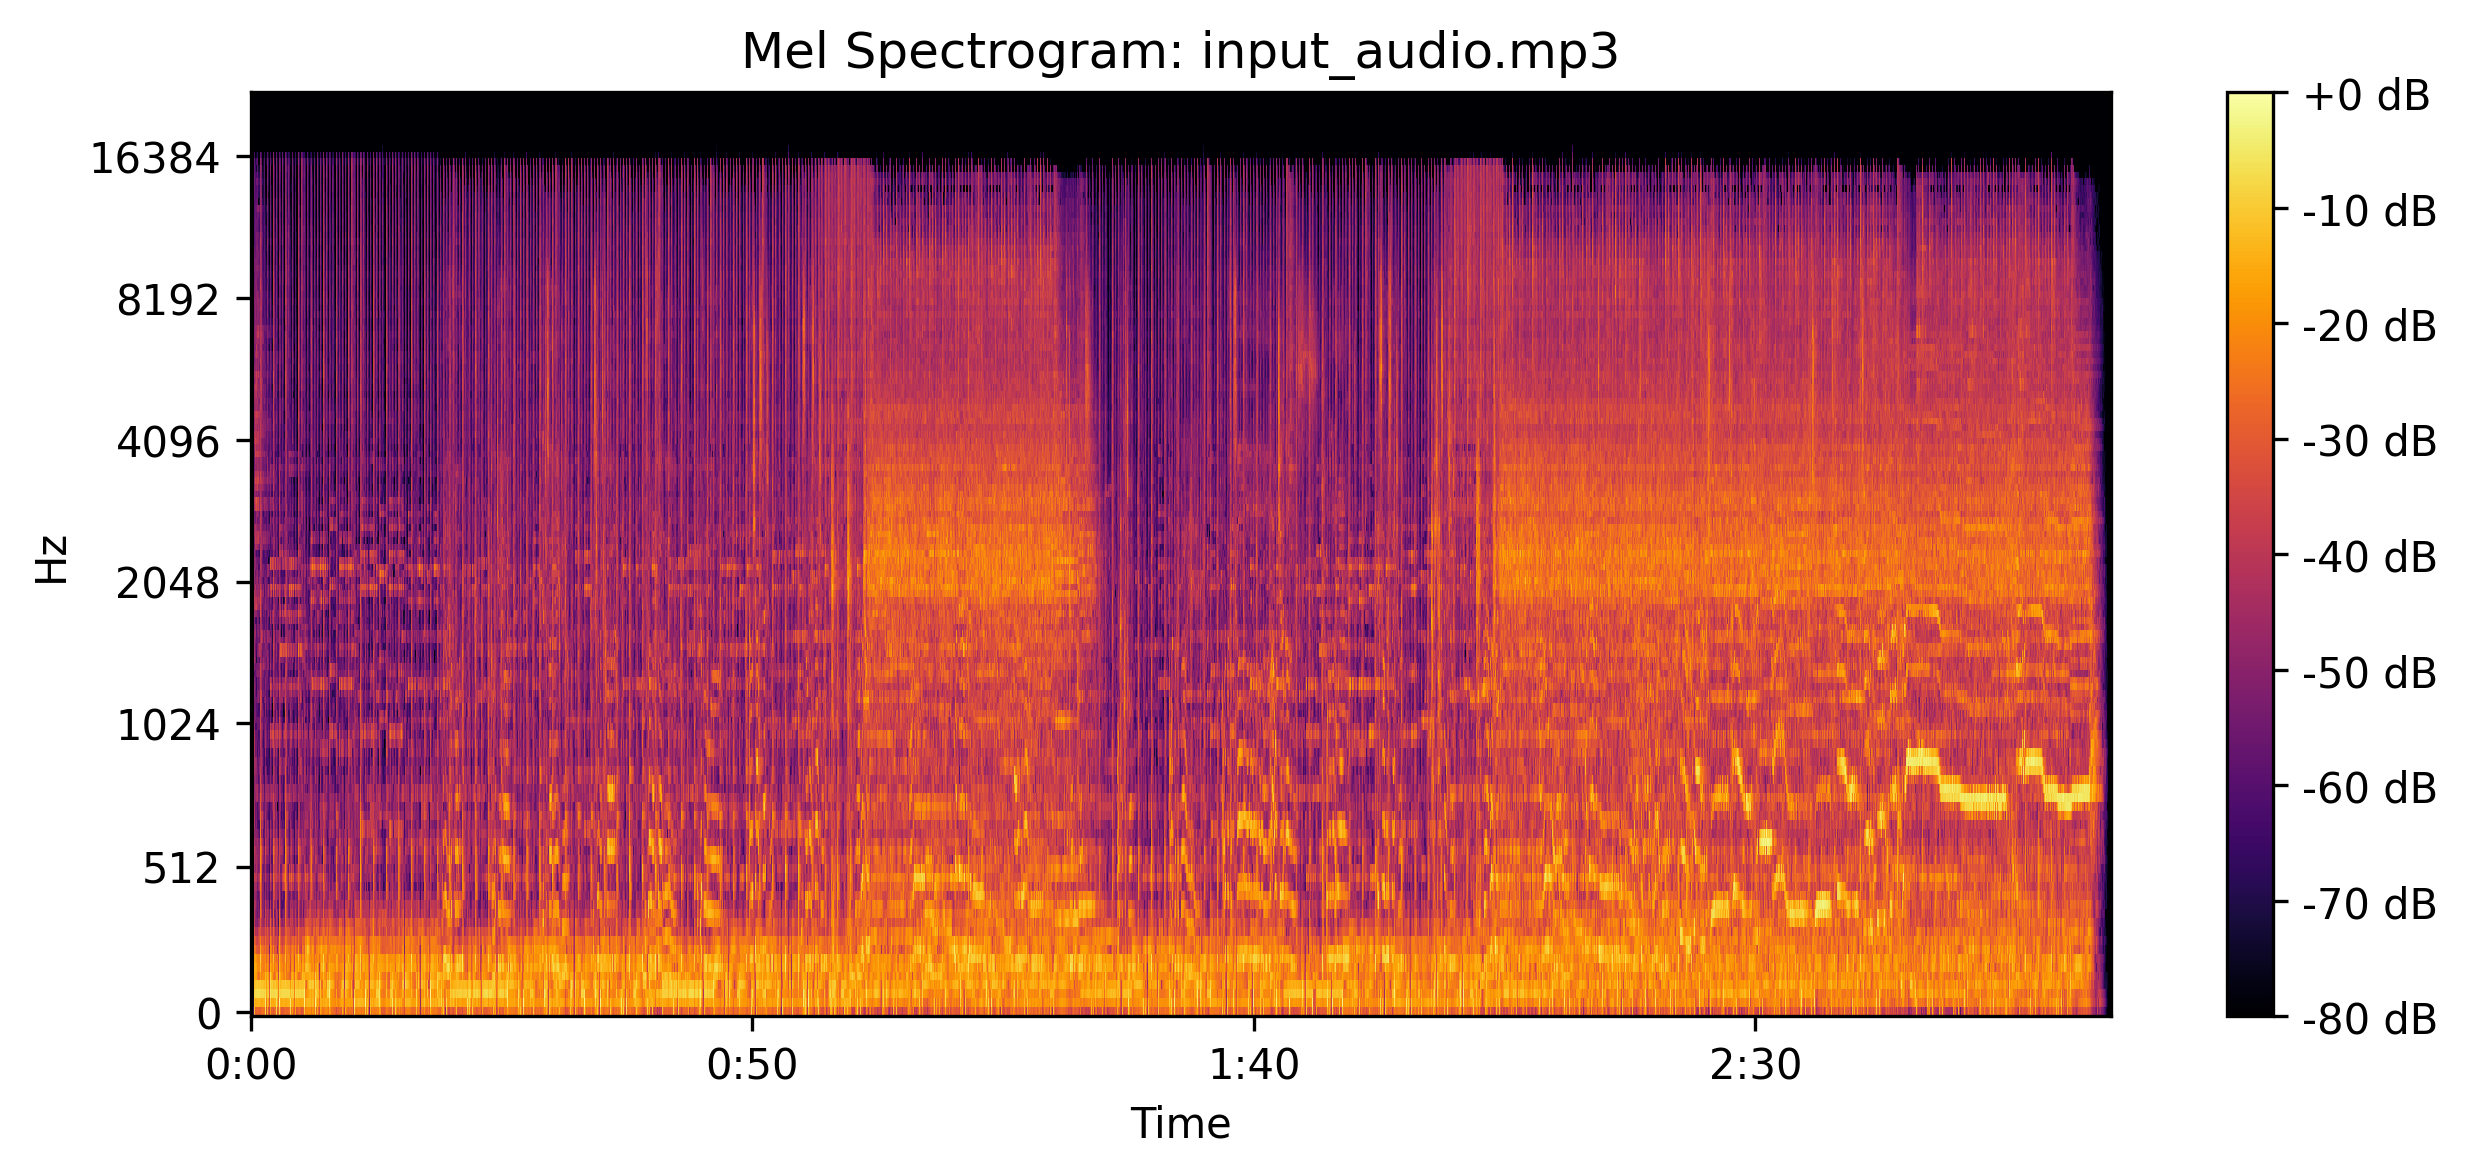 Mel Spectrogram: input_audio.mp3
+0 dB
16384
-10 dB
8192
-20 dB
4096
-30 dB
Hz
-40 dB
2048
-50 dB
1024
-60 dB
512
-70 dB
0
-80 dB
0:00 0:50 1:40 2:30
Time